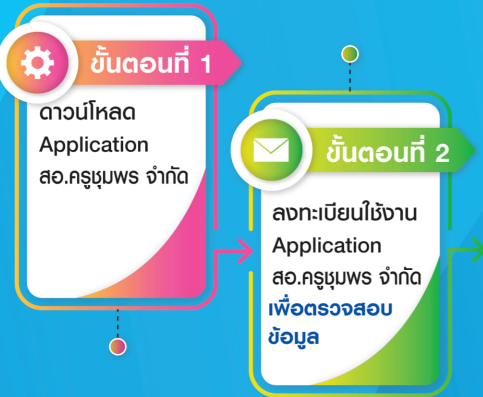 ขั้นตอนที่ 1
ดาวน์โหลด
Application
สอ.ครูชุมพร จำกัด
ขั้นตอนที่ 2
ลงทะเบียนใช้งาน
Application
สอ.ครูชุมพร จำกัด
เพื่อตรวจสอบ
ข้อมูล